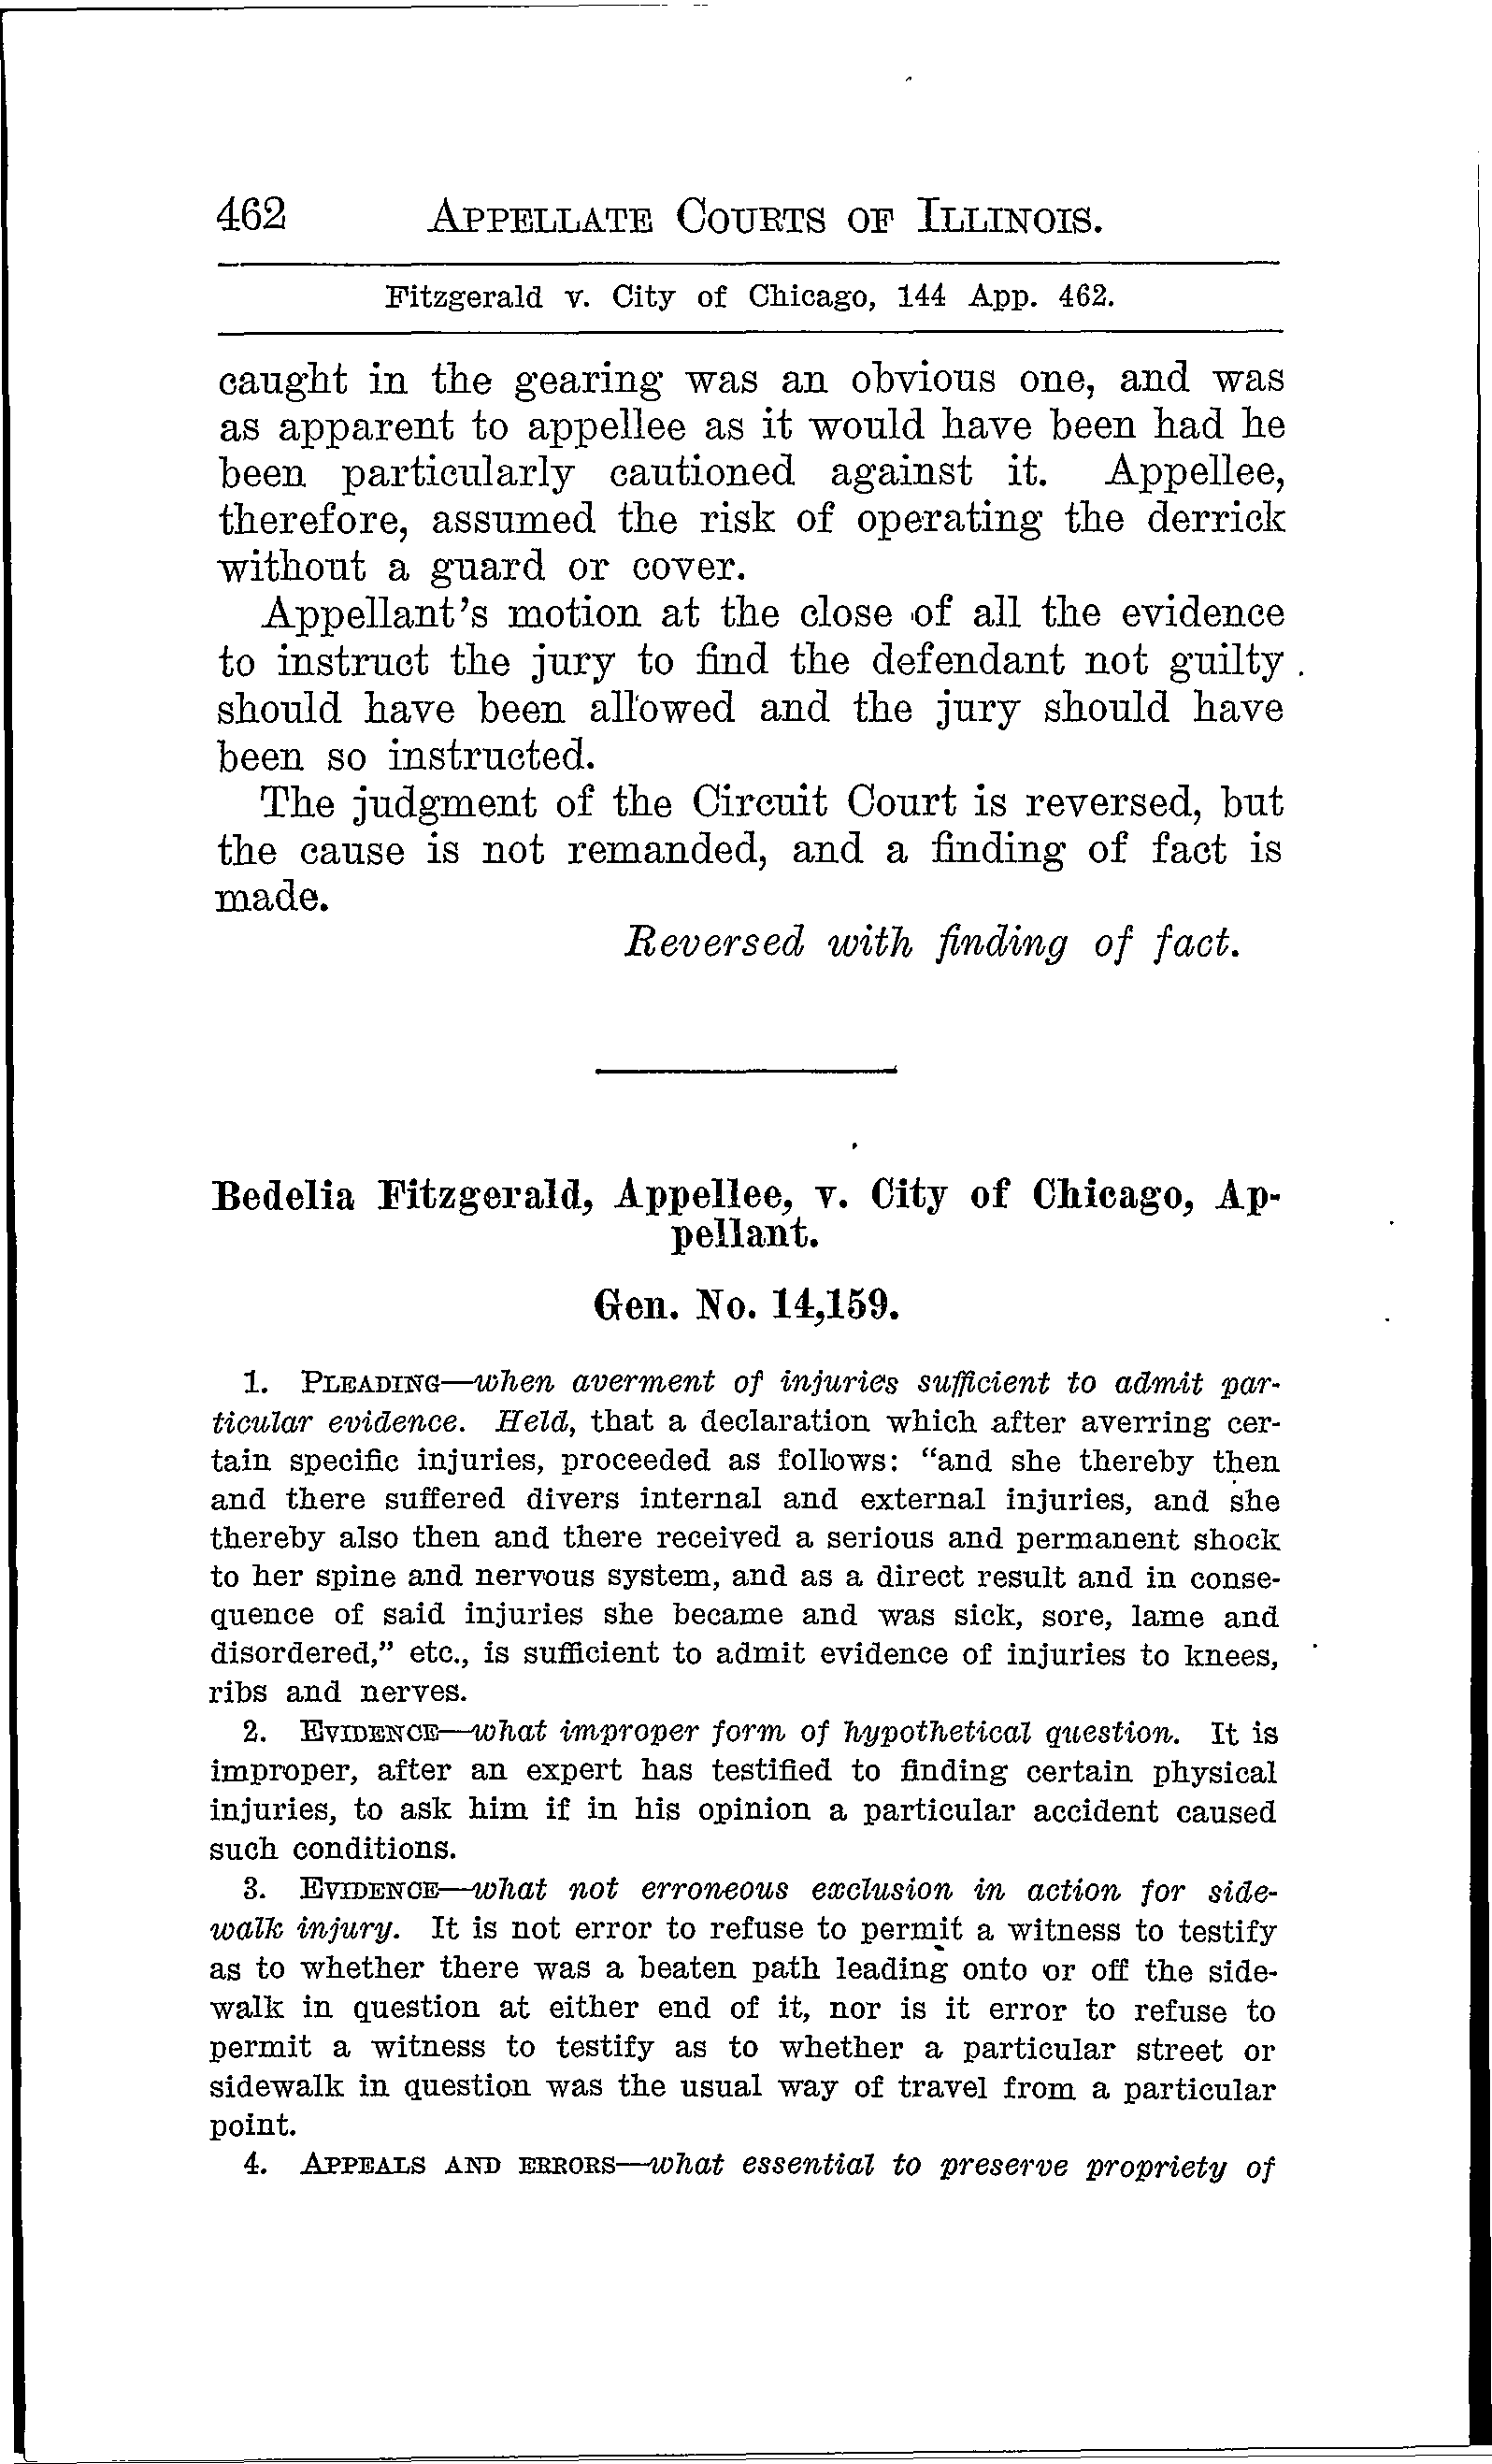 462 APPELLATE COURTS OF ILLINOIS.
Fitzgerald v. City of Chicago, 144 App. 462.
caught in the gearing was an obvious one, and was
as apparent to appellee as it would have been had he
been particularly cautioned against it. Appellee,
therefore, assumed the risk of operating the derrick
without a guard or cover.
Appellant's motion at the close of all the evidence
to instruct the jury to find the defendant not guilty
should have been allowed and the jury should have
been so instructed.
The judgment of the Circuit Court is reversed, but
the cause is not remanded, and a finding of fact is
made.
Reversed with finding of fact.
Bedelia Fitzgerald, Appellee, v. City of Chicago, Ap-
pellant.
Gen. No. 14,159.
1. PLEADING—when averment of injuries sufficient to admit par-
ticular evidence. Held, that a declaration which after averring cer-
tain specific injuries, proceeded as follows: "and she thereby then
and there suffered divers internal and external injuries, and she
thereby also then and there received a serious and permanent shock
to her spine and nervous system, and as a direct result and in conse-
quence of said injuries she became and was sick, sore, lame and
disordered," etc., is sufficient to admit evidence of injuries to knees,
ribs and nerves.
2. EVIDENCE—what improper form of hypothetical question. It is
improper, after an expert has testified to finding certain physical
injuries, to ask him if in his opinion a particular accident caused
such conditions.
3. EVIDENCE—what not erroneous exclusion in action for side-
walk injury. It is not error to refuse to permit a witness to testify
as to whether there was a beaten path leading onto or off the side-
walk in question at either end of it, nor is it error to refuse to
permit a witness to testify as to whether a particular street or
sidewalk in question was the usual way of travel from a particular
point.
4. APPEALS AND ERRORS—what essential to preserve propriety of